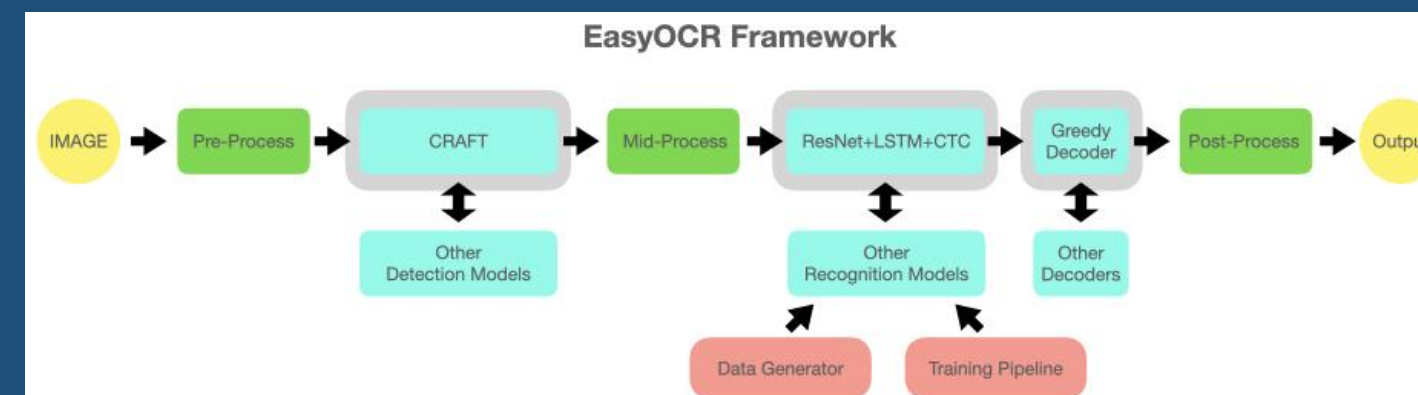 EasyOCR Framework
IMAGE
Pre-Process
CRAFT
Mid-Process
ResNet+LSTM+CTC
Greedy
Decoder
Post-Process
Outpu
Other
Detection Models
Other
Recognition Models
Other
Decoders
Data Generator
Training Pipeline